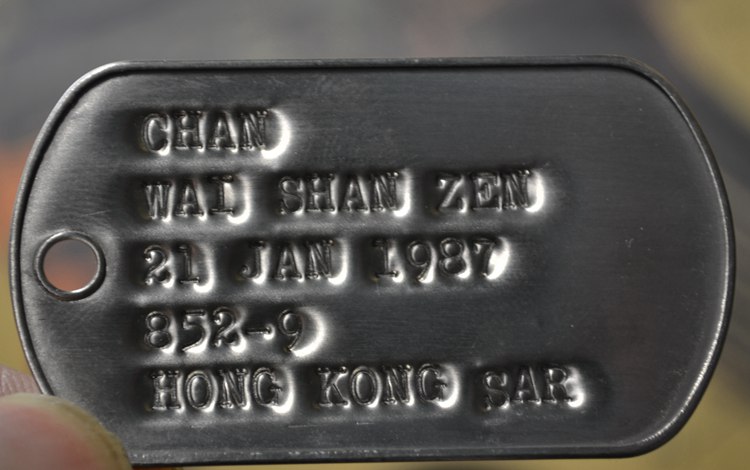 CHAN
WAI SHAN ZEN
21 JAN 1987
852-9
HONG KONG SAR